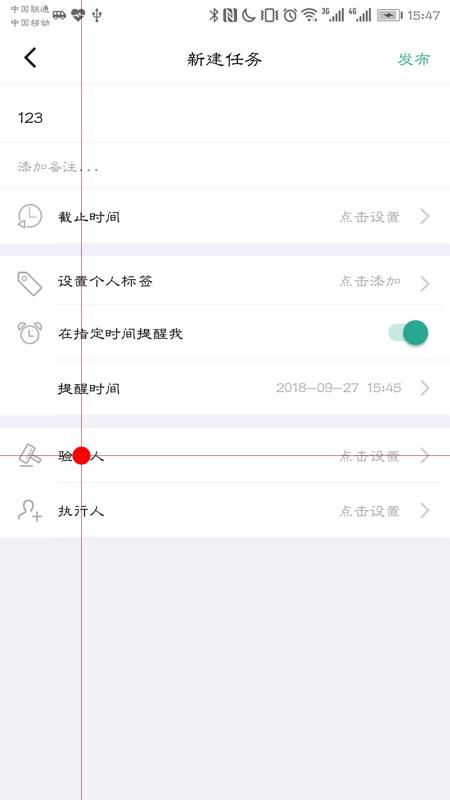 中国联通
中国移动
3G 4G 15:47
新建任务 发布
123
添加备注...
截止时间 点击设置
设置个人标签 点击添加
在指定时间提醒我
提醒时间 2018-09-27 15:45
验 人 点击设置
执行人 点击设置